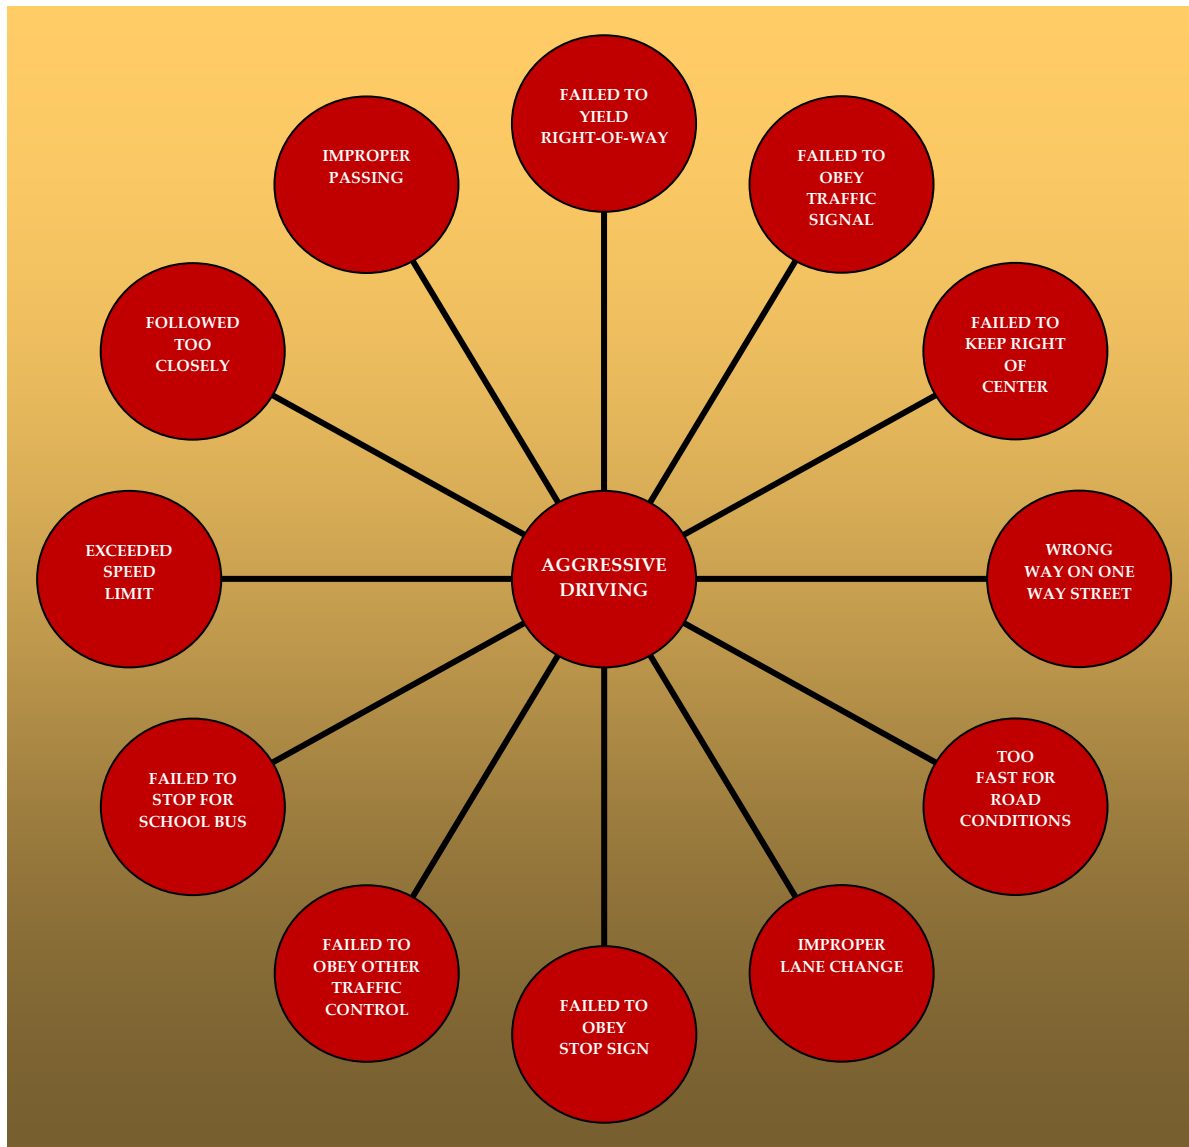 FAILED TO
YIELD
RIGHT-OF-WAY
FAILED TO
OBEY
TRAFFIC
SIGNAL
FAILED TO
KEEP RIGHT
OF
CENTER
WRONG
WAY ON ONE
WAY STREET
TOO
FAST FOR
ROAD
CONDITIONS
IMPROPER
LANE CHANGE
FAILED TO
OBEY
STOP SIGN
FAILED TO
OBEY OTHER
TRAFFIC
CONTROL
FAILED TO
STOP FOR
SCHOOL BUS
EXCEEDED
SPEED
LIMIT
FOLLOWED
TOO
CLOSELY
IMPROPER
PASSING
AGGRESSIVE
DRIVING